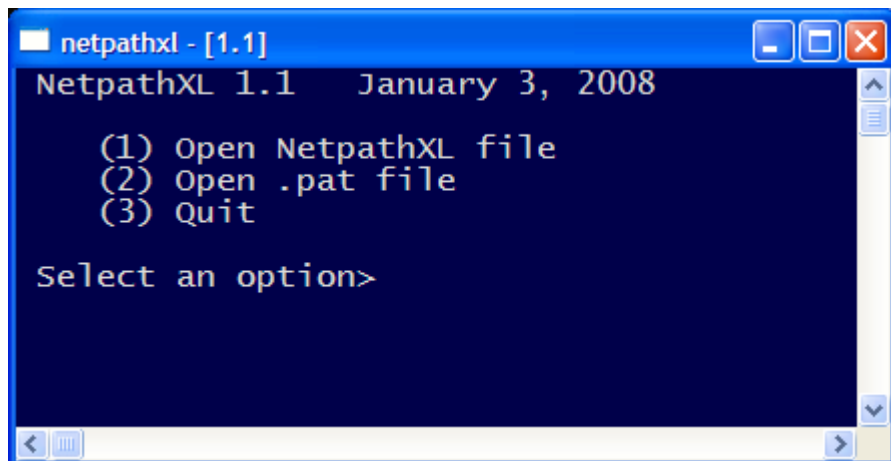 netpathxl - [1.1]
NetpathXL 1.1   January 3, 2008
(1) Open NetpathXL file
(2) Open .pat file
(3) Quit
Select an option>